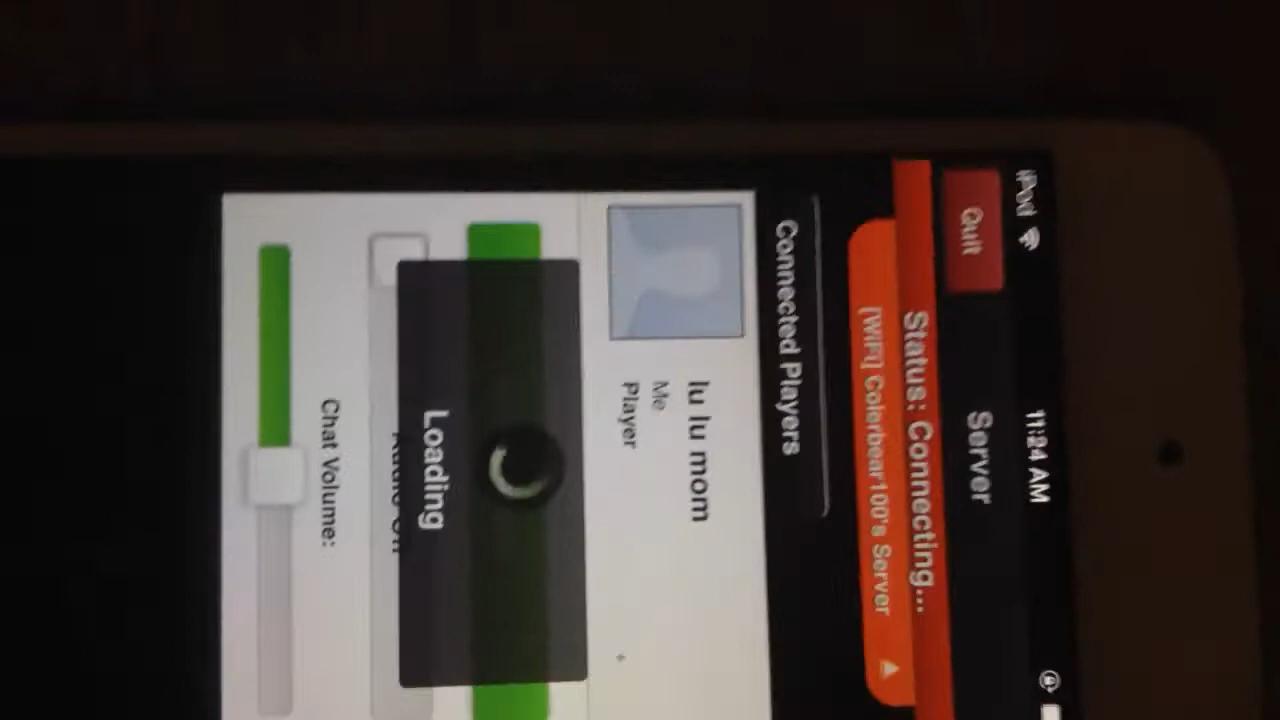 iPod 11:24 AM
Quit Server
Status: Connecting...
[WiFi] Colorbear100's Server
Connected Players
lu lu mom
Me
Player
Loading
Chat Volume: